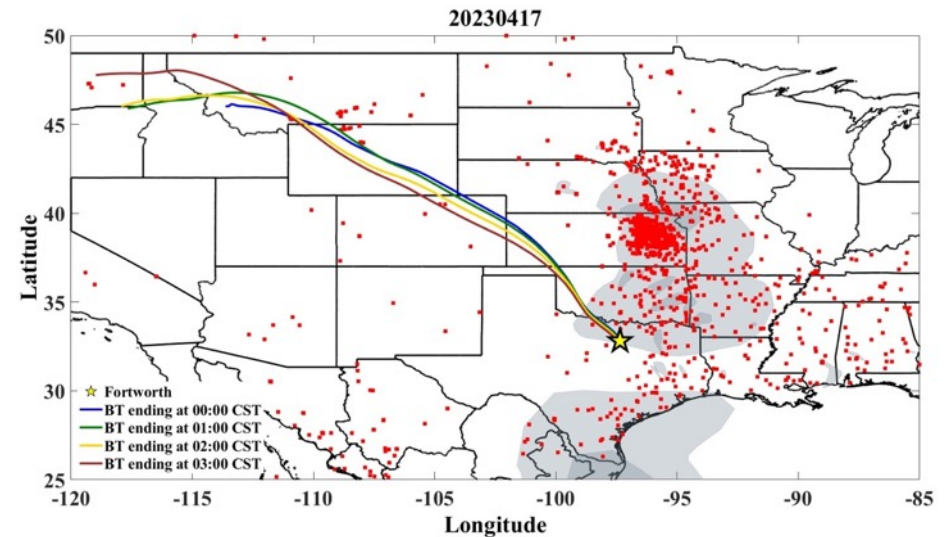 20230417
50
45
40
35
30
25
Latitude
Fortworth
BT ending at 00:00 CST
BT ending at 01:00 CST
BT ending at 02:00 CST
BT ending at 03:00 CST
-120 -115 -110 -105 -100 -95 -90 -85
Longitude